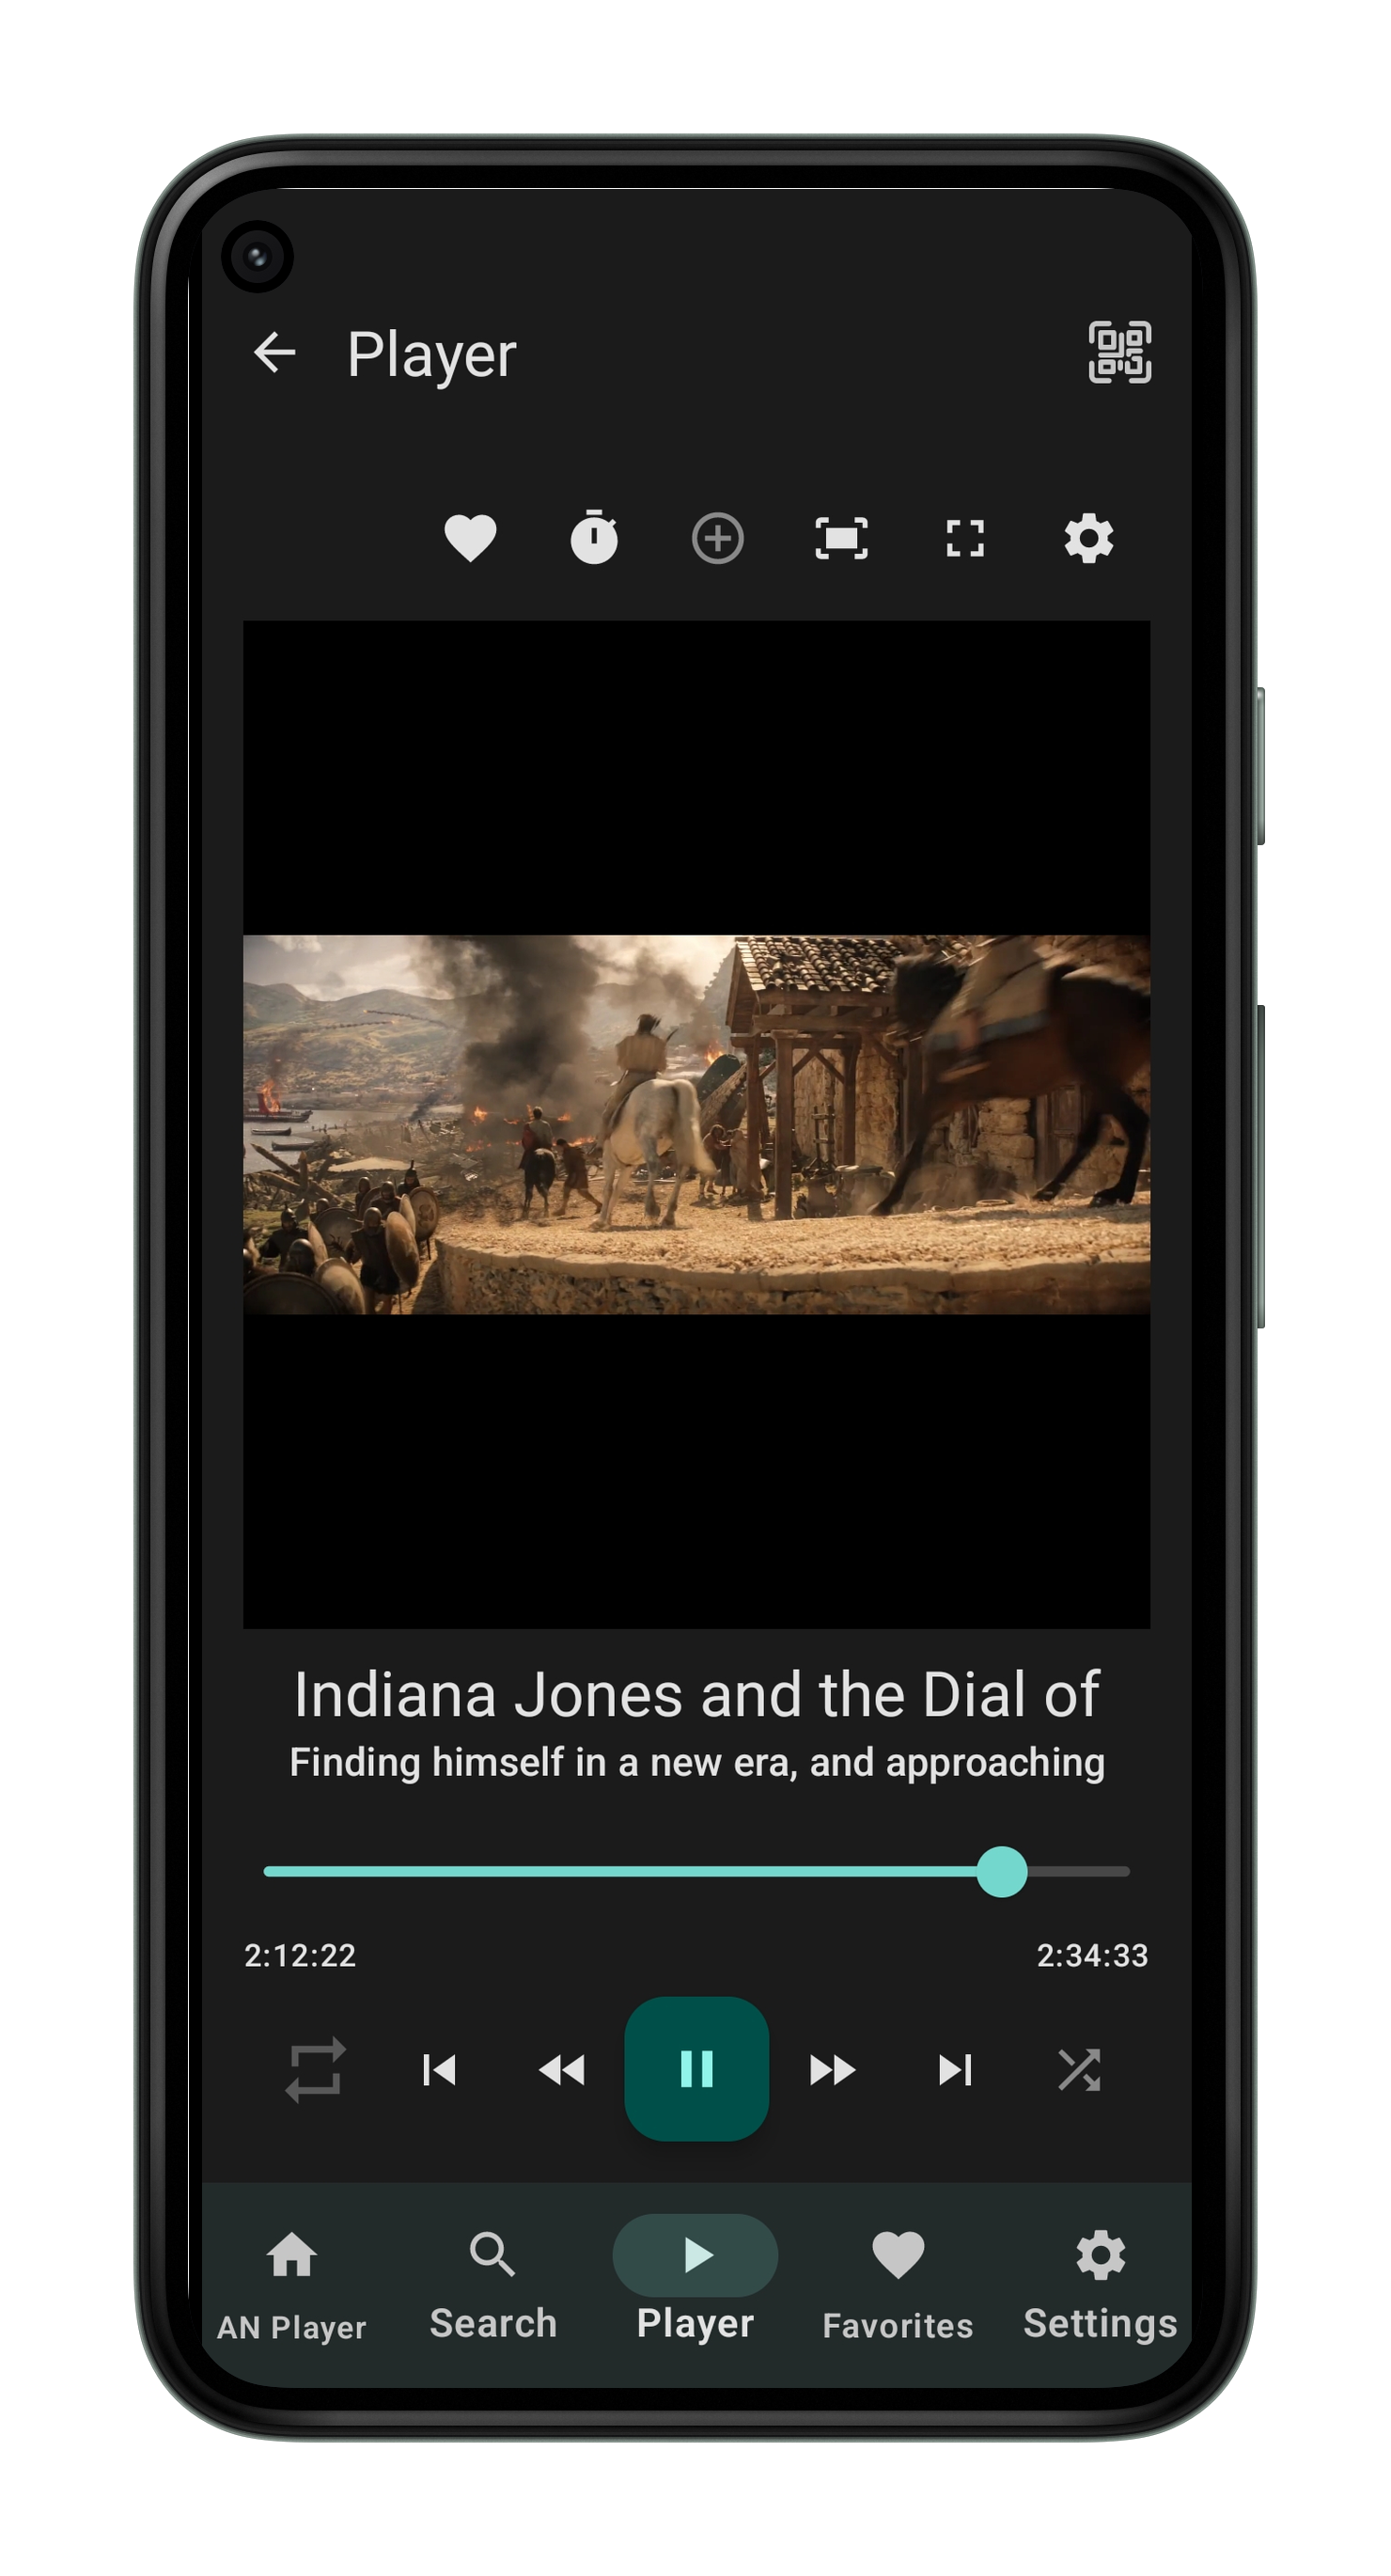 Player
Indiana Jones and the Dial of
Finding himself in a new era, and approaching
2:12:22 2:34:33
AN Player Search Player Favorites Settings